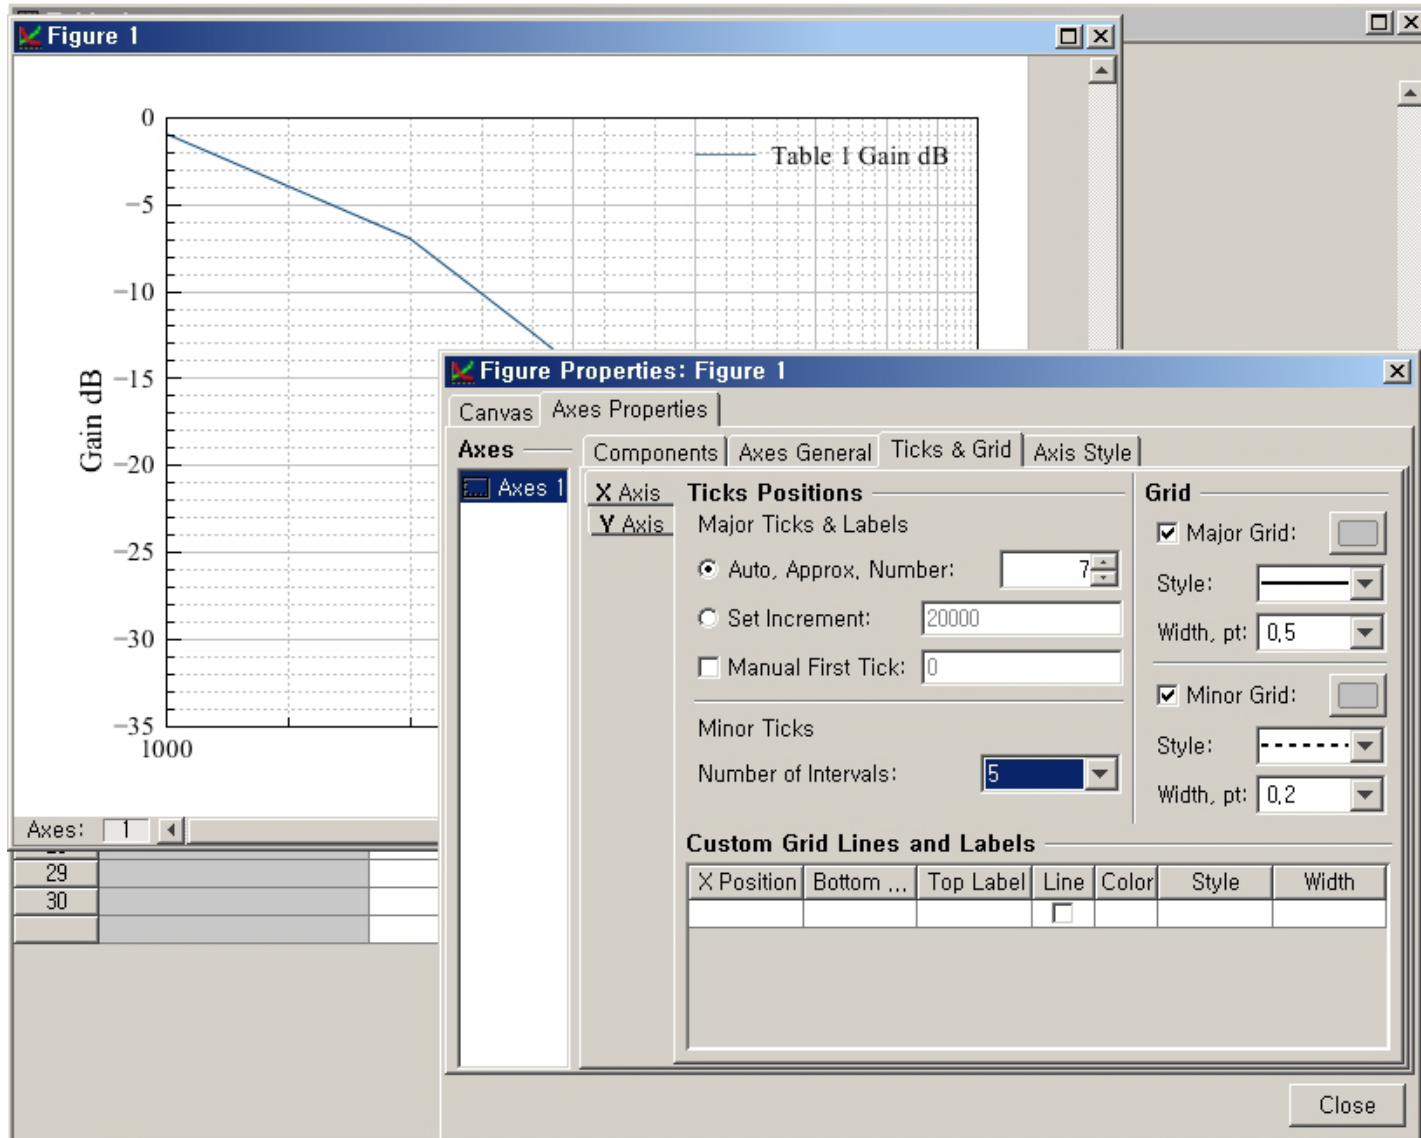 Figure 1
0
Table 1 Gain dB
−5
−10
−15
−20
−25
−30
−35
Gain dB
1000
Axes: 1
29
30
Figure Properties: Figure 1
Canvas
Axes Properties
Axes
Axes 1
Components
Axes General
Ticks & Grid
Axis Style
X Axis
Y Axis
Ticks Positions
Major Ticks & Labels
Auto, Approx, Number: 7
Set Increment: 20000
Manual First Tick: 0
Minor Ticks
Number of Intervals: 5
Grid
Major Grid:
Style:
Width, pt: 0,5
Minor Grid:
Style:
Width, pt: 0,2
Custom Grid Lines and Labels
X Position Bottom ... Top Label Line Color Style Width
Close